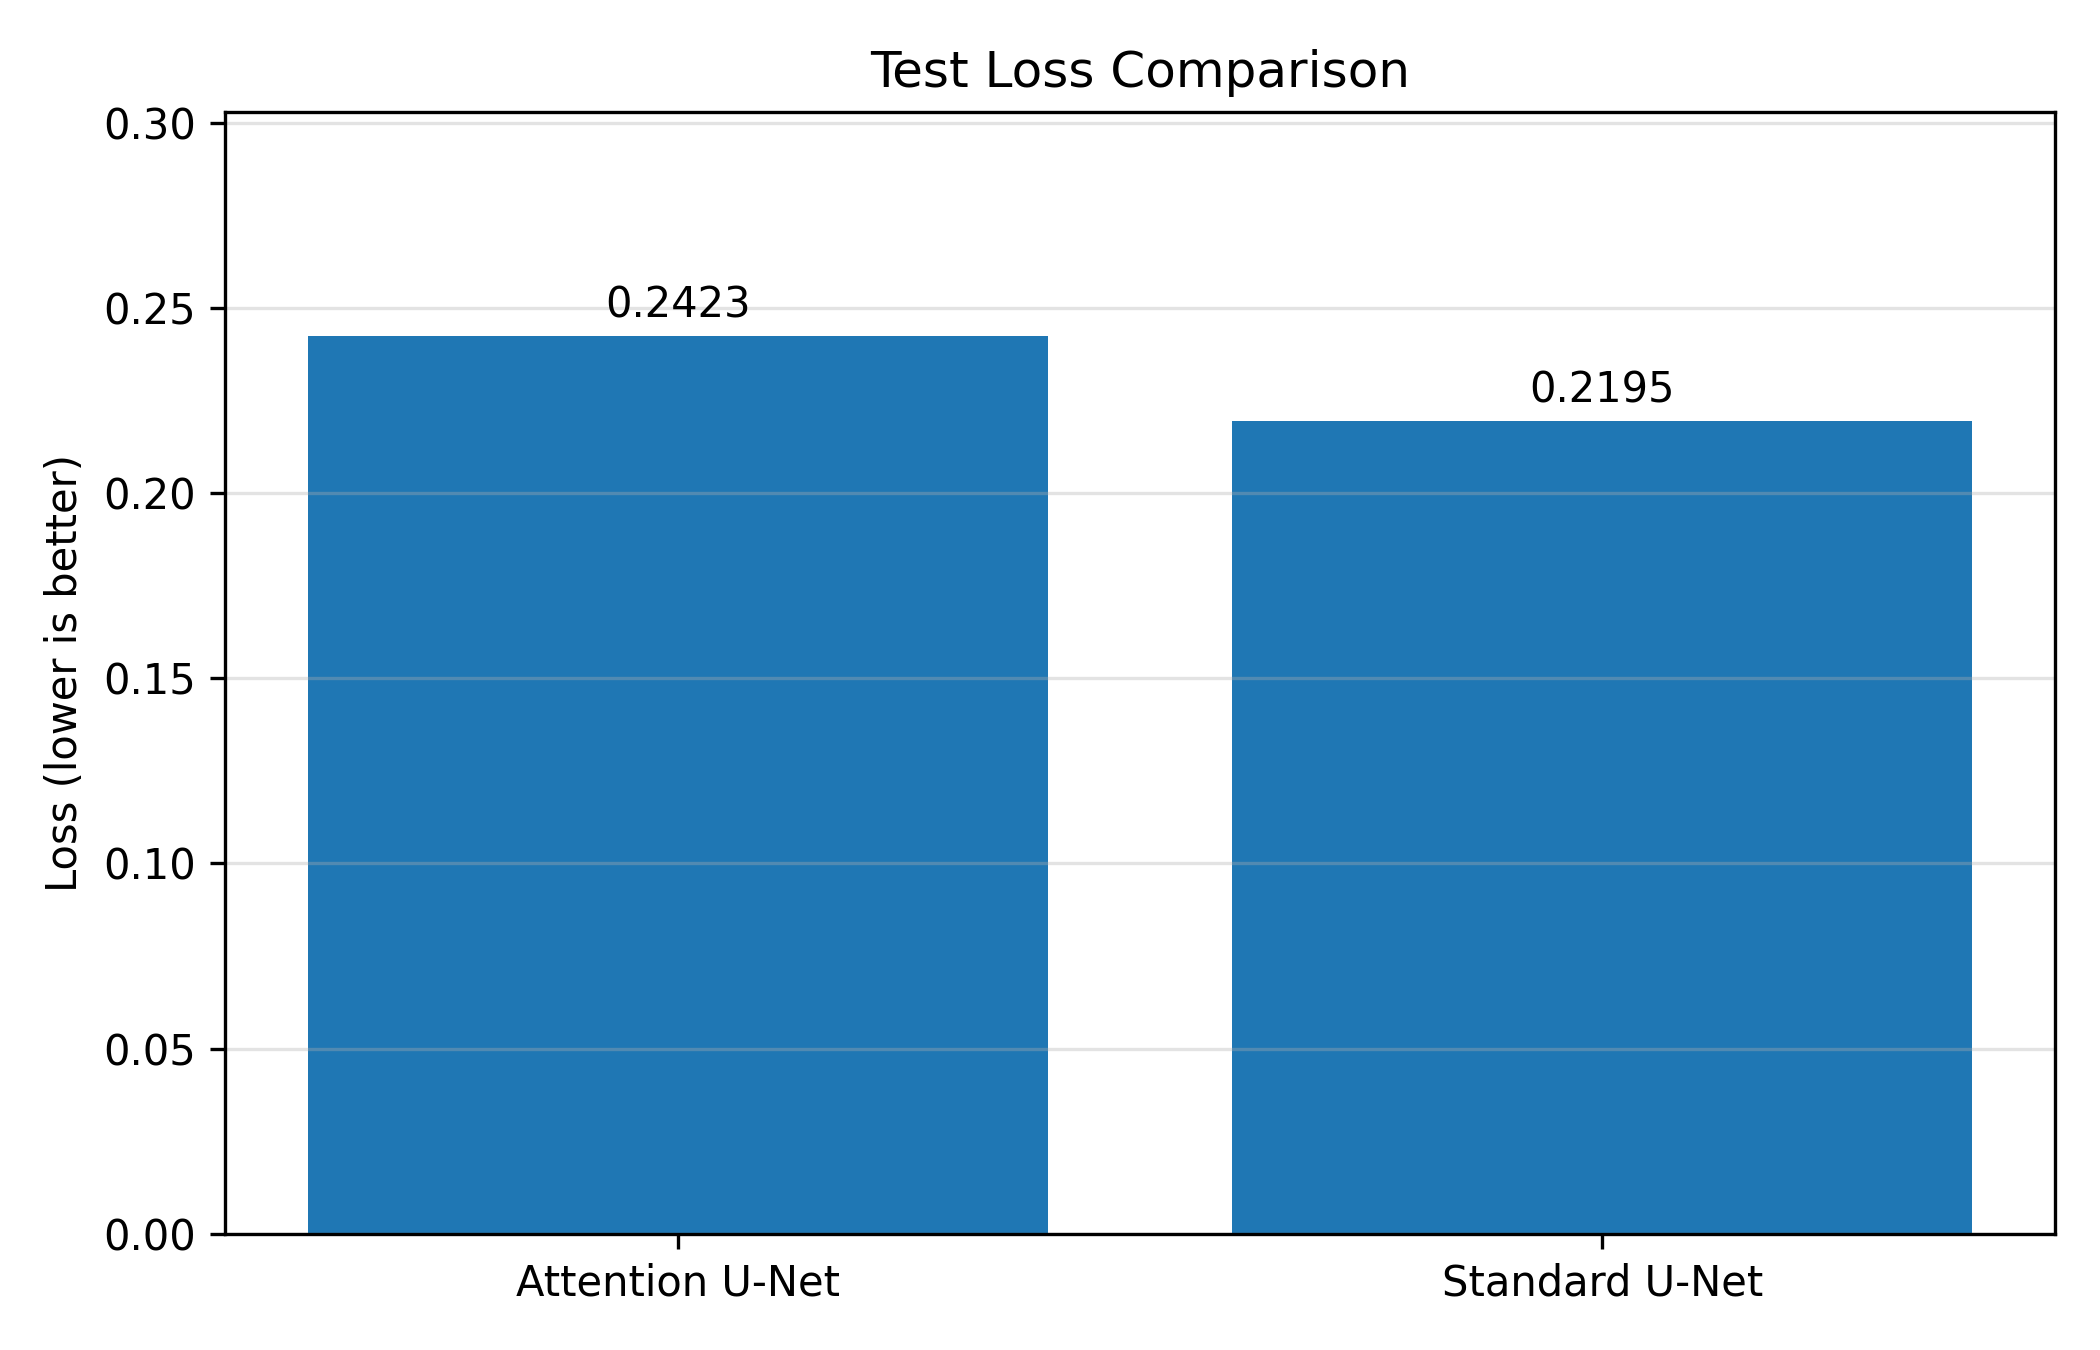 Test Loss Comparison
0.30
0.25
0.20
0.15
0.10
0.05
0.00
Loss (lower is better)
0.2423
0.2195
Attention U-Net
Standard U-Net